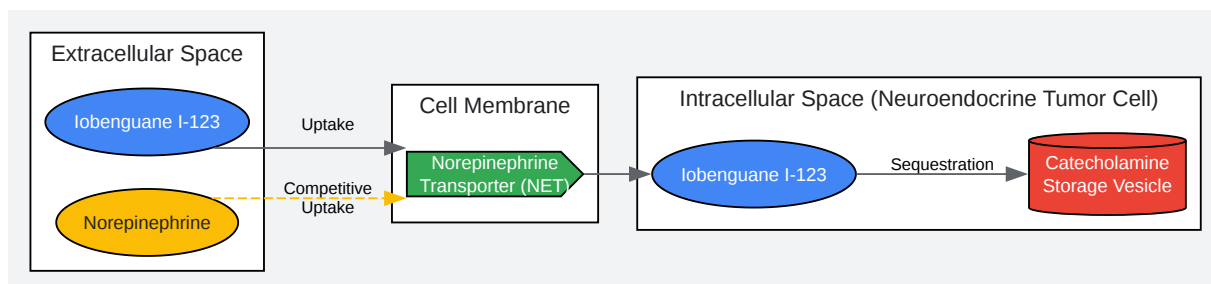 Extracellular Space
Iobenguane I-123
Norepinephrine
Uptake
Competitive
Uptake
Cell Membrane
Norepinephrine
Transporter (NET)
Intracellular Space (Neuroendocrine Tumor Cell)
Iobenguane I-123
Sequestration
Catecholamine
Storage Vesicle